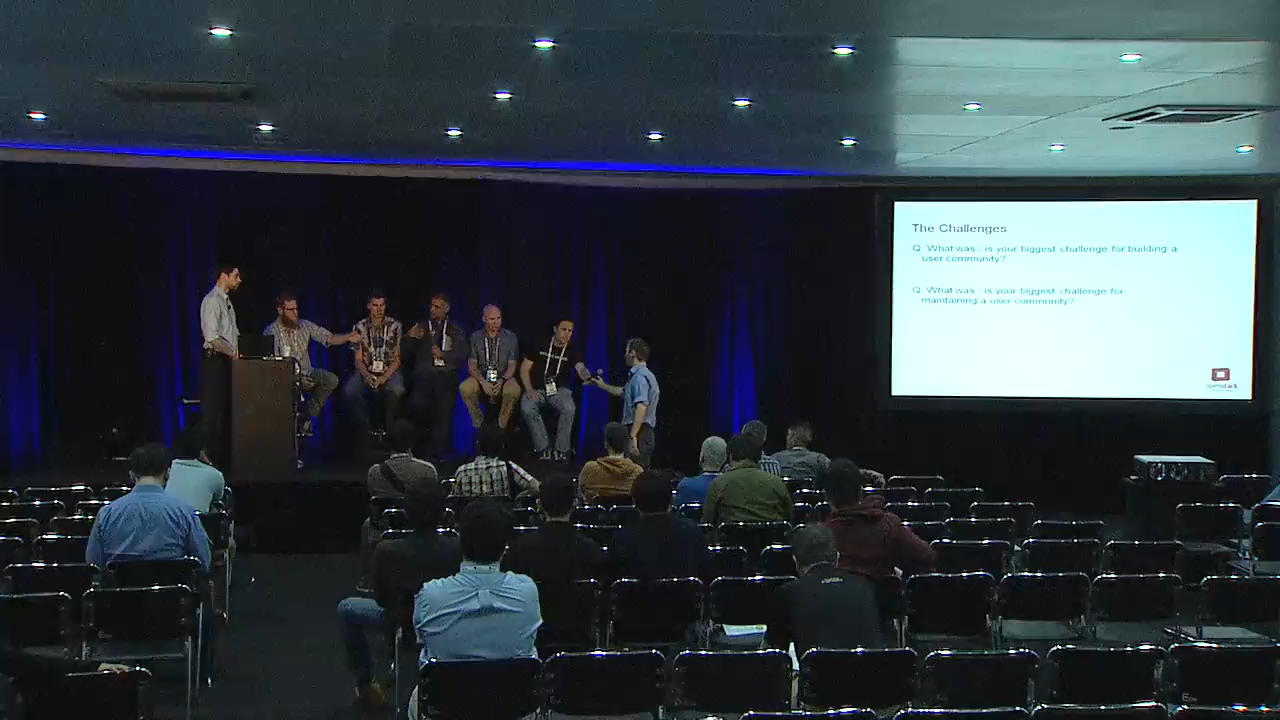 The Challenges
Q. What was / is your biggest challenge for building a
user community?
Q. What was / is your biggest challenge for
maintaining a user community?
openstack